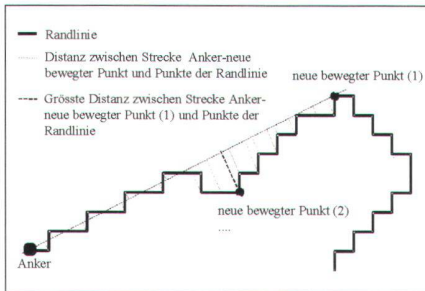 Randlinie
Distanz zwischen Strecke Anker-neue
bewegter Punkt und Punkte der Randlinie
neue bewegter Punkt (1)
Grösste Distanz zwischen Strecke Anker-
neue bewegter Punkt (1) und Punkte der
Randlinie
neue bewegter Punkt (2)
....
Anker